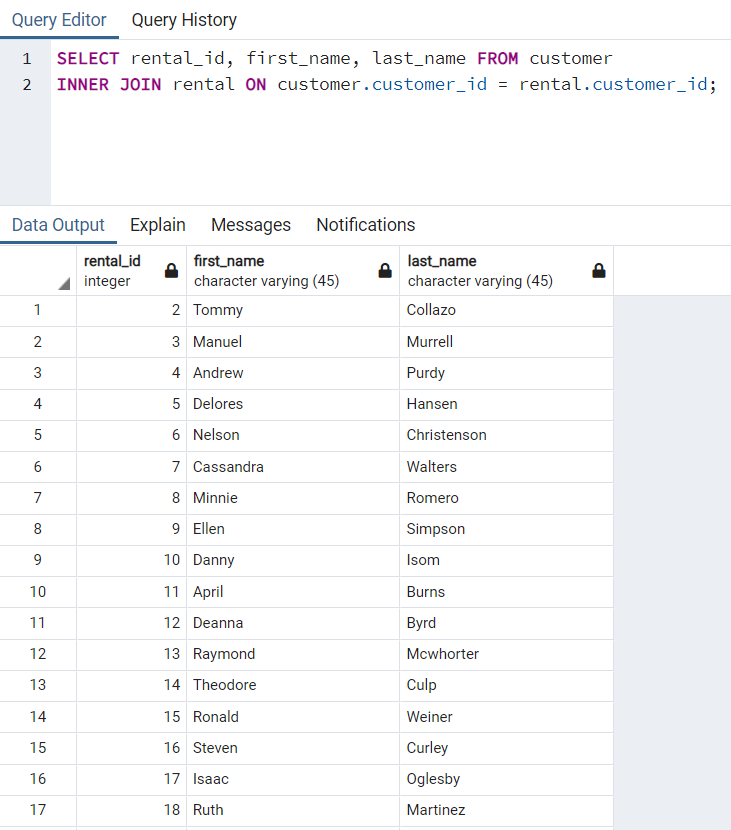 Query Editor Query History
1 SELECT rental_id, first_name, last_name FROM customer
2 INNER JOIN rental ON customer.customer_id = rental.customer_id;
Data Output Explain Messages Notifications
rental_id first_name last_name
integer character varying (45) character varying (45)
1 2 Tommy Collazo
2 3 Manuel Murrell
3 4 Andrew Purdy
4 5 Delores Hansen
5 6 Nelson Christenson
6 7 Cassandra Walters
7 8 Minnie Romero
8 9 Ellen Simpson
9 10 Danny Isom
10 11 April Burns
11 12 Deanna Byrd
12 13 Raymond Mcwhorter
13 14 Theodore Culp
14 15 Ronald Weiner
15 16 Steven Curley
16 17 Isaac Oglesby
17 18 Ruth Martinez